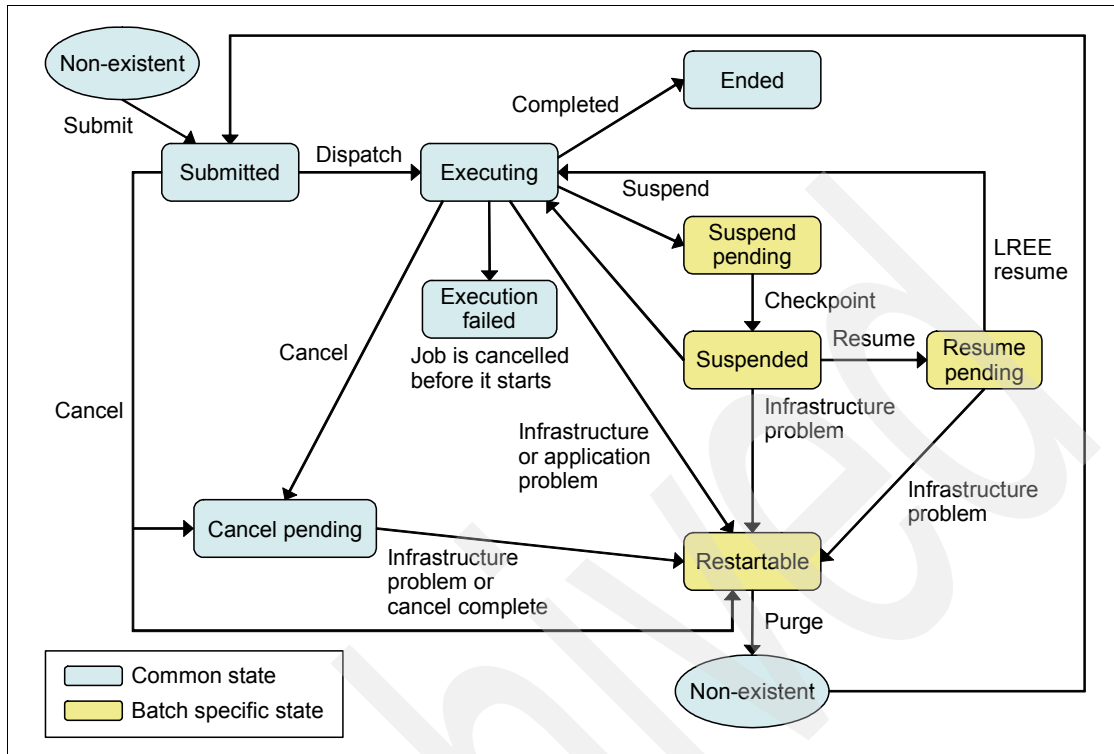 Non-existent
Submit
Submitted
Dispatch
Executing
Completed
Ended
Suspend
Suspend
pending
LREE
resume
Checkpoint
Execution
failed
Job is cancelled
before it starts
Cancel
Suspended
Resume
Resume
pending
Cancel
Infrastructure
or application
problem
Infrastructure
problem
Infrastructure
problem
Cancel pending
Infrastructure
problem or
cancel complete
Restartable
Purge
Non-existent
Common state
Batch specific state